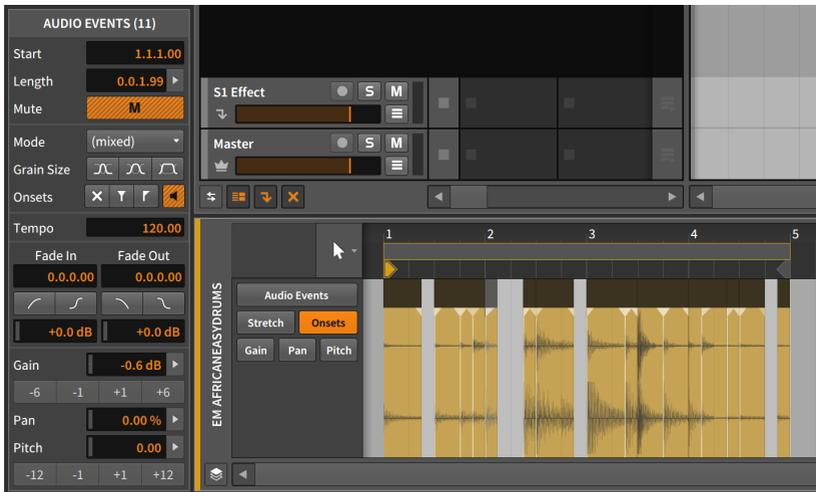 AUDIO EVENTS (11)
Start 1.1.1.00
Length 0.0.1.99
Mute M
Mode (mixed)
Grain Size
Onsets
Tempo 120.00
Fade In Fade Out
0.0.0.00 0.0.0.00
+0.0 dB +0.0 dB
Gain -0.6 dB
-6 -1 +1 +6
Pan 0.00 %
Pitch 0.00
-12 -1 +1 +12
S1 Effect S M
Master S M
1 2 3 4 5
EM AFRICANEASYDRUMS
Audio Events
Stretch Onsets
Gain Pan Pitch